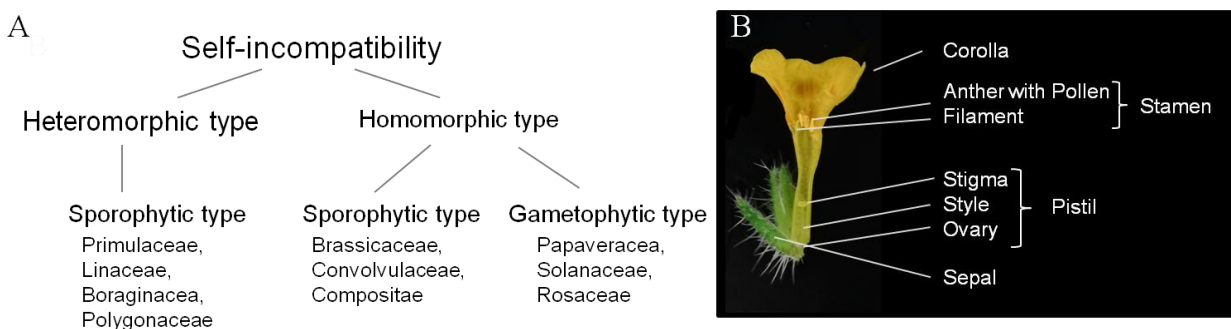 A
Self-incompatibility
Heteromorphic type
Homomorphic type
Sporophytic type
Primulaceae,
Linaceae,
Boraginacea,
Polygonaceae
Sporophytic type
Brassicaceae,
Convolvulaceae,
Compositae
Gametophytic type
Papaveracea,
Solanaceae,
Rosaceae
B
Corolla
Anther with Pollen
Filament
Stamen
Stigma
Style
Ovary
Pistil
Sepal